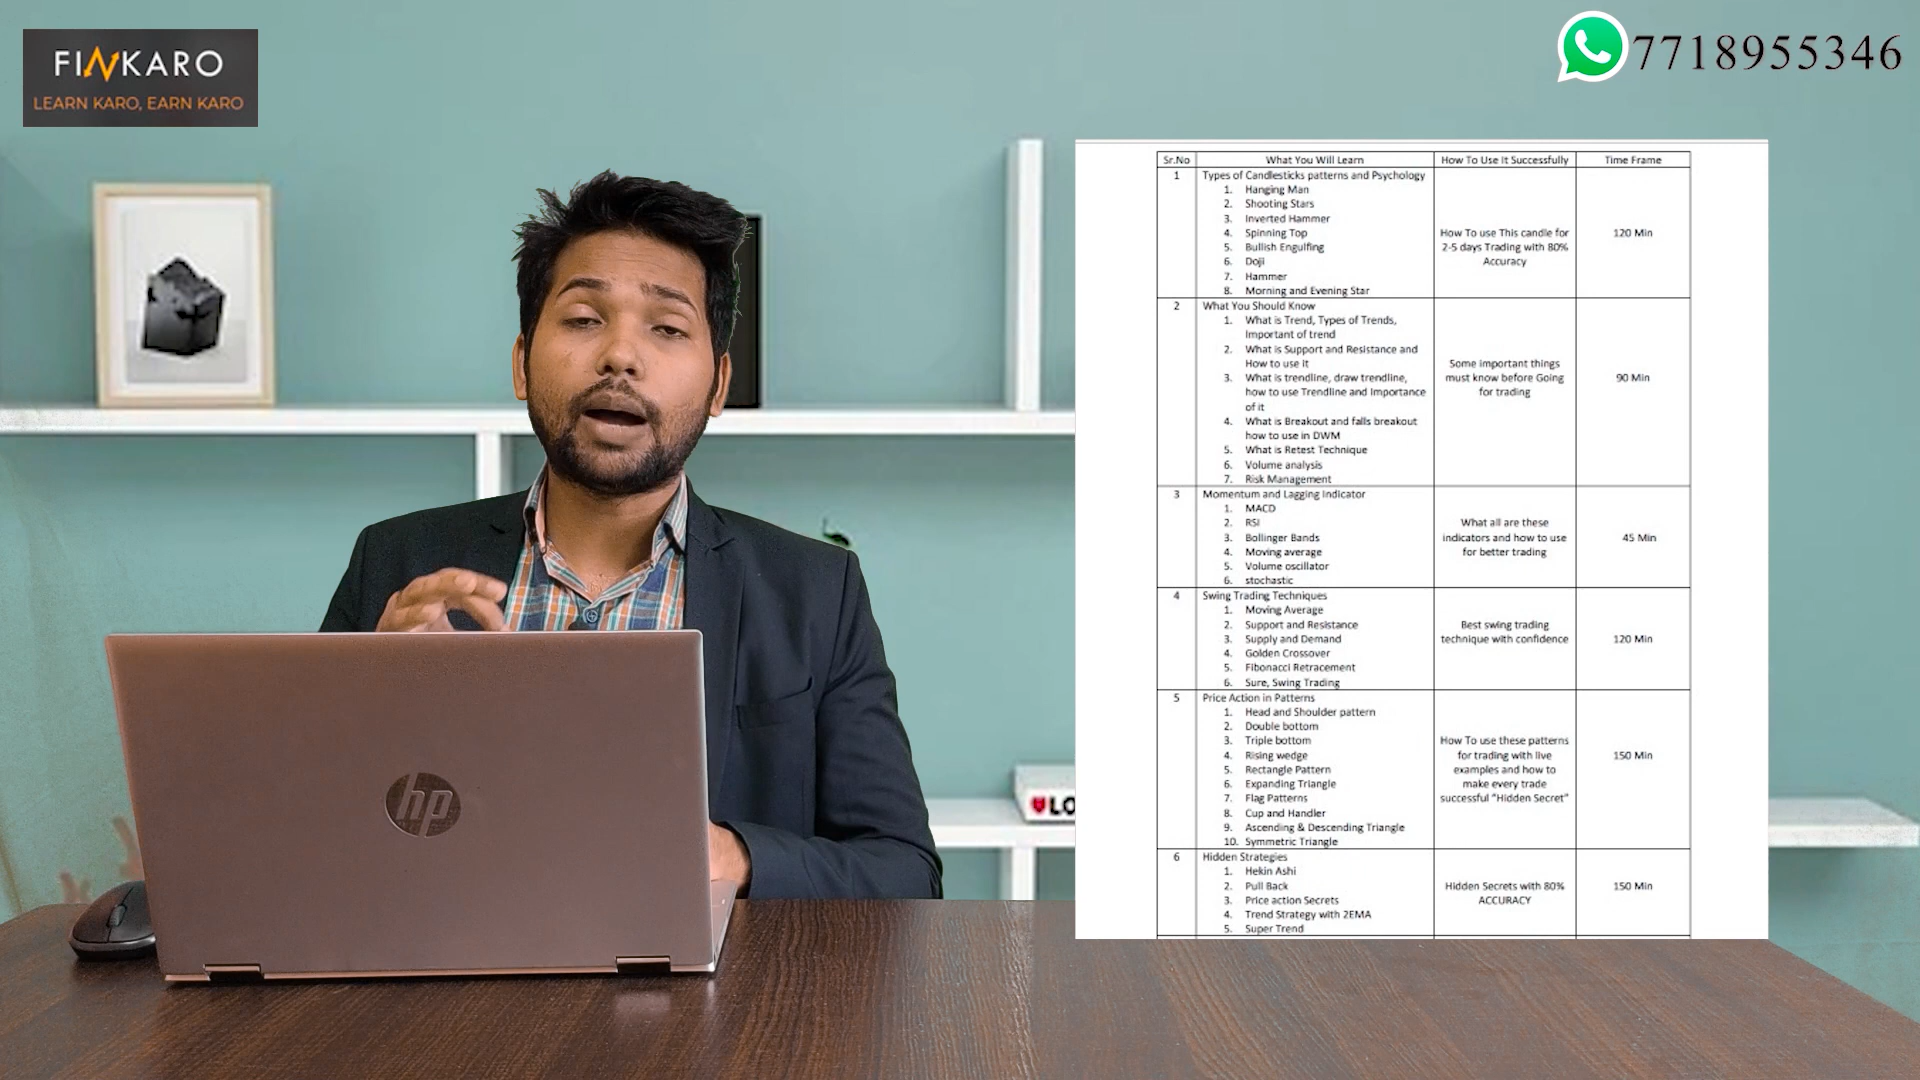 FINKARO
LEARN KARO, EARN KARO
7718955346
Sr.No What You Will Learn How To Use It Successfully Time Frame
1 Types of Candlesticks patterns and Psychology
1. Hanging Man
2. Shooting Stars
3. Inverted Hammer
4. Spinning Top
5. Bullish Engulfing
6. Doji
7. Hammer
8. Morning and Evening Star
How To use This candle for
2-5 days Trading with 80%
Accuracy
120 Min
2 What You Should Know
1. What is Trend, Types of Trends,
Important of trend
2. What is Support and Resistance and
How to use it
3. What is trendline, draw trendline,
how to use Trendline and Importance
of it
4. What is Breakout and falls breakout
how to use in DWM
5. What is Retest Technique
6. Volume analysis
7. Risk Management
Some important things
must know before Going
for trading
90 Min
3 Momentum and Lagging Indicator
1. MACD
2. RSI
3. Bollinger Bands
4. Moving average
5. Volume oscillator
6. stochastic
What all are these
indicators and how to use
for better trading
45 Min
4 Swing Trading Techniques
1. Moving Average
2. Support and Resistance
3. Supply and Demand
4. Golden Crossover
5. Fibonacci Retracement
6. Sure, Swing Trading
Best swing trading
technique with confidence
120 Min
5 Price Action in Patterns
1. Head and Shoulder pattern
2. Double bottom
3. Triple bottom
4. Rising wedge
5. Rectangle Pattern
6. Expanding Triangle
7. Flag Patterns
8. Cup and Handler
9. Ascending & Descending Triangle
10. Symmetric Triangle
How To use these patterns
for trading with live
examples and how to
make every trade
successful “Hidden Secret”
150 Min
6 Hidden Strategies
1. Hekin Ashi
2. Pull Back
3. Price action Secrets
4. Trend Strategy with 2EMA
5. Super Trend
Hidden Secrets with 80%
ACCURACY
150 Min
LO
hp